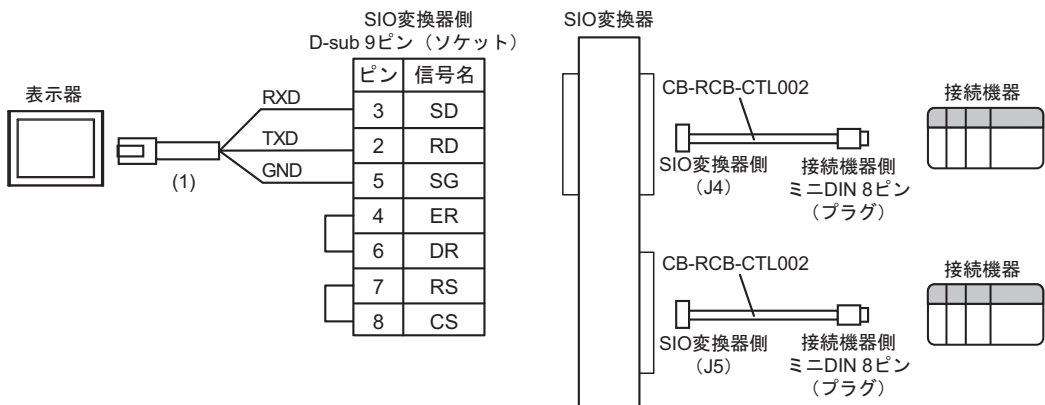 SIO変換器側
D-sub 9ピン（ソケット）
表示器
(1)
RXD
TXD
GND
ピン 信号名
3 SD
2 RD
5 SG
4 ER
6 DR
7 RS
8 CS
SIO変換器
CB-RCB-CTL002
SIO変換器側
（J4）
接続機器側
ミニDIN 8ピン
（プラグ）
接続機器
CB-RCB-CTL002
SIO変換器側
（J5）
接続機器側
ミニDIN 8ピン
（プラグ）
接続機器